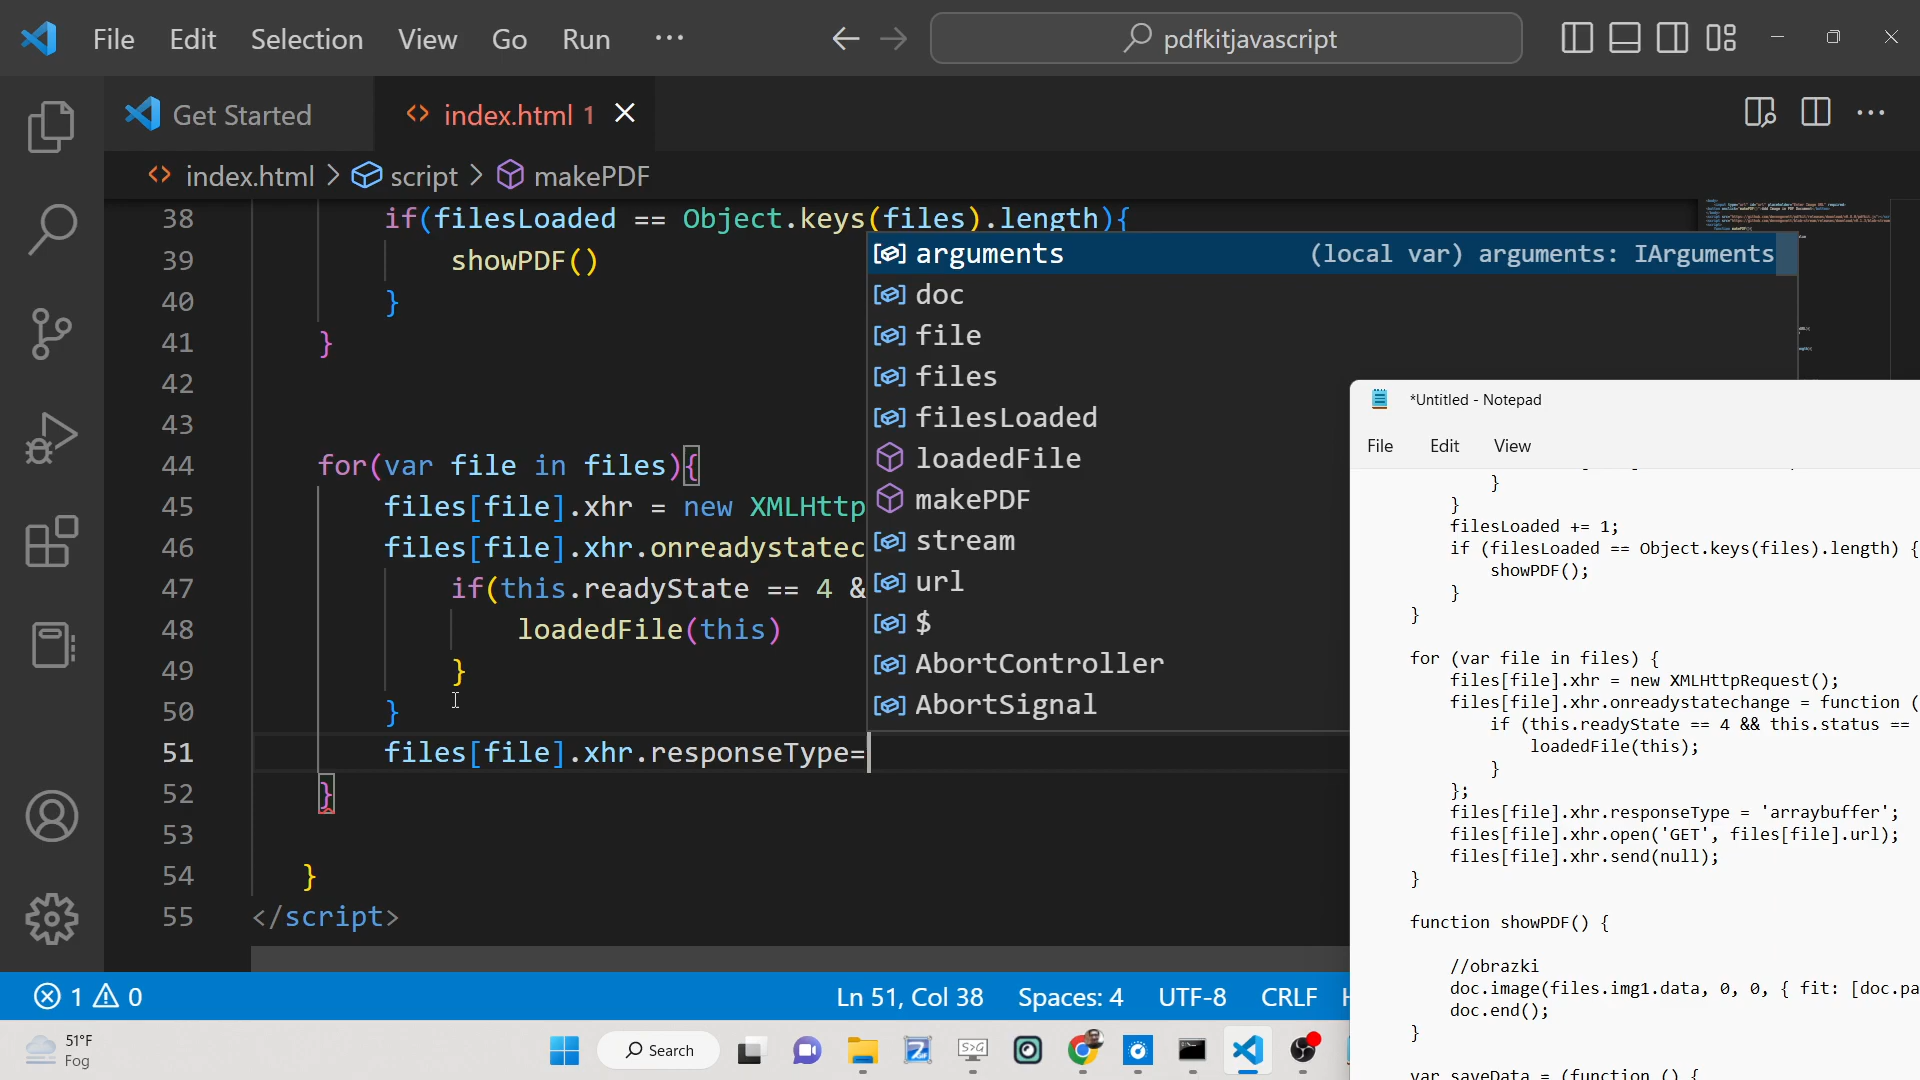 File Edit Selection View Go Run ···
pdfkitjavascript
Get Started
index.html 1
index.html > script > makePDF
38 if(filesLoaded == Object.keys(files).length){
39 showPDF()
40 }
41 }
42
43
44 for(var file in files){
45 files[file].xhr = new XMLHttp
46 files[file].xhr.onreadystatec
47 if(this.readyState == 4 &
48 loadedFile(this)
49 }
50 }
51 files[file].xhr.responseType=
52 }
53
54 }
55 </script>
arguments (local var) arguments: IArguments
doc
file
files
filesLoaded
loadedFile
makePDF
stream
url
$
AbortController
AbortSignal
*Untitled - Notepad
File Edit View
}
}
filesLoaded += 1;
if (filesLoaded == Object.keys(files).length) {
showPDF();
}
}
for (var file in files) {
files[file].xhr = new XMLHttpRequest();
files[file].xhr.onreadystatechange = function (
if (this.readyState == 4 && this.status ==
loadedFile(this);
}
};
files[file].xhr.responseType = 'arraybuffer';
files[file].xhr.open('GET', files[file].url);
files[file].xhr.send(null);
}
function showPDF() {
//obrazki
doc.image(files.img1.data, 0, 0, { fit: [doc.pa
doc.end();
}
var saveData = (function () {
1 0
Ln 51, Col 38 Spaces: 4 UTF-8 CRLF
51°F
Fog
Search